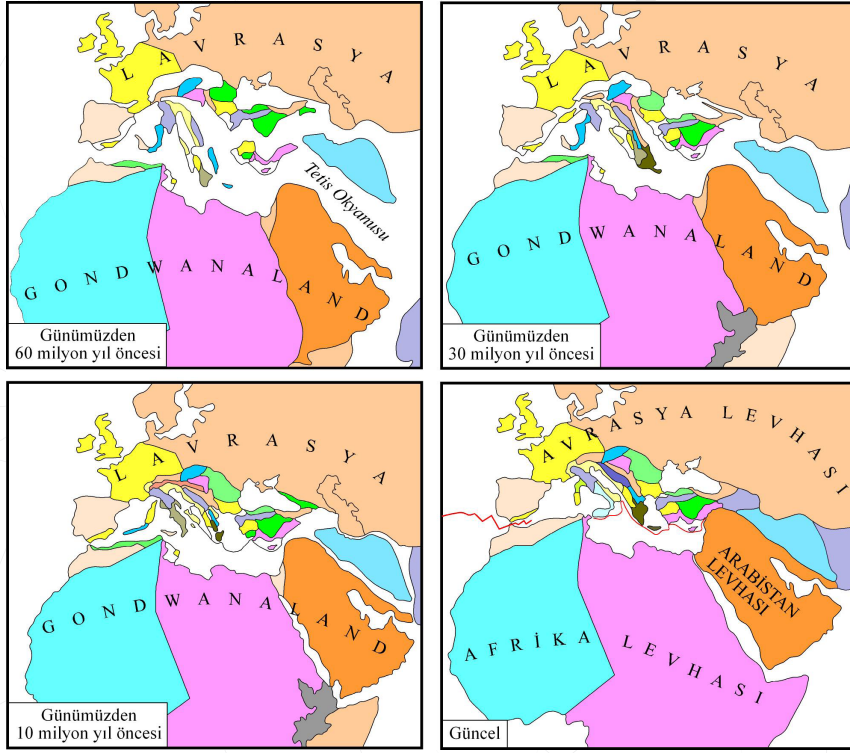 LAVRASYA
Tetis Okyanusu
GONDWANALAND
Günümüzden
60 milyon yıl öncesi
LAVRASYA
GONDWANALAND
Günümüzden
30 milyon yıl öncesi
LAVRASYA
GONDWANALAND
Günümüzden
10 milyon yıl öncesi
AVRASYA LEVHASI
ARABİSTAN
LEVHASI
AFRİKA LEVHASI
Güncel